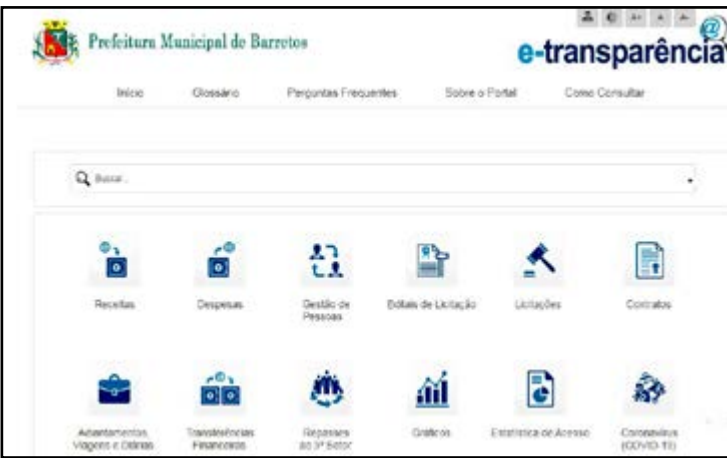 Prefeitura Municipal de Barretos
A+ A A-
@
e-transparência
Início Glossário Perguntas Frequentes Sobre o Portal Como Consultar
Buscar...
Receitas Despesas Gestão de Pessoas Editais de Licitação Licitações Contratos
Adiantamentos, Viagens e Diárias Transferências Financeiras Repasses ao 3º Setor Gráficos Estatística de Acesso Coronavírus (COVID-19)